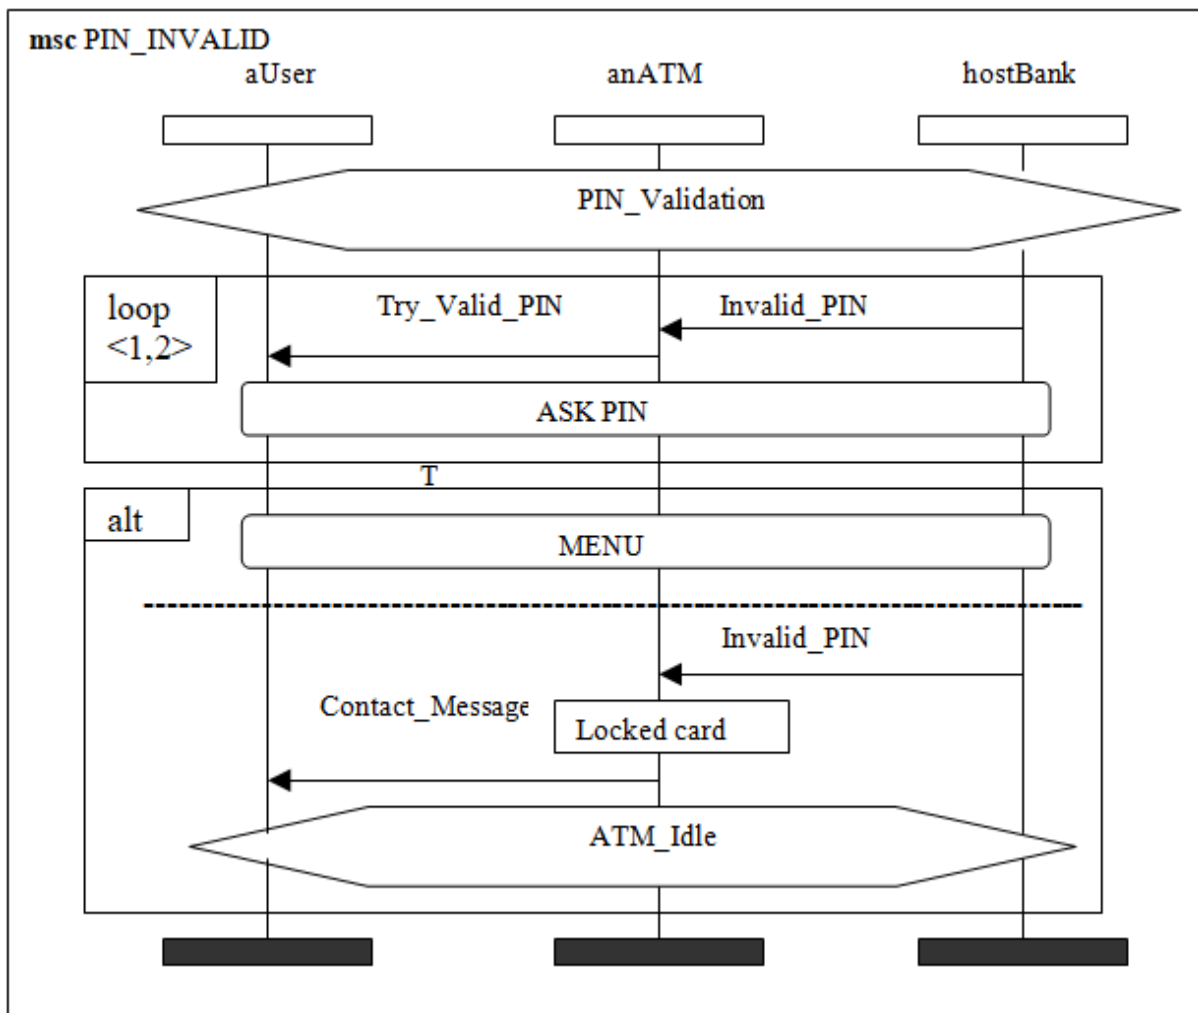 msc PIN_INVALID
aUser
anATM
hostBank
PIN_Validation
loop
<1,2>
Try_Valid_PIN
Invalid_PIN
ASK PIN
T
alt
MENU
Invalid_PIN
Contact_Message
Locked card
ATM_Idle